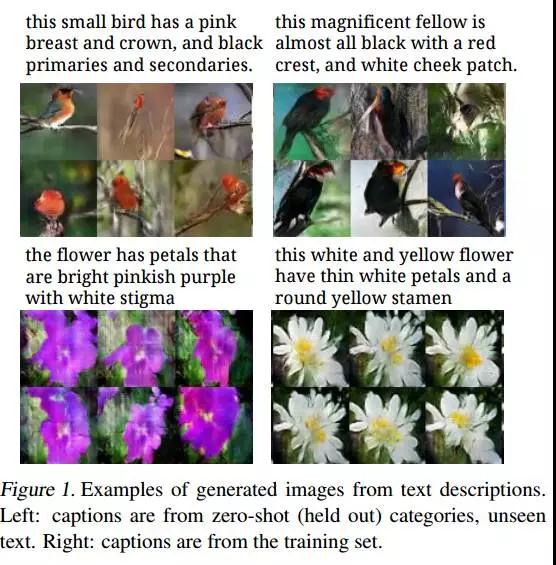 this small bird has a pink
breast and crown, and black
primaries and secondaries.
this magnificent fellow is
almost all black with a red
crest, and white cheek patch.
the flower has petals that
are bright pinkish purple
with white stigma
this white and yellow flower
have thin white petals and a
round yellow stamen
Figure 1. Examples of generated images from text descriptions.
Left: captions are from zero-shot (held out) categories, unseen
text. Right: captions are from the training set.